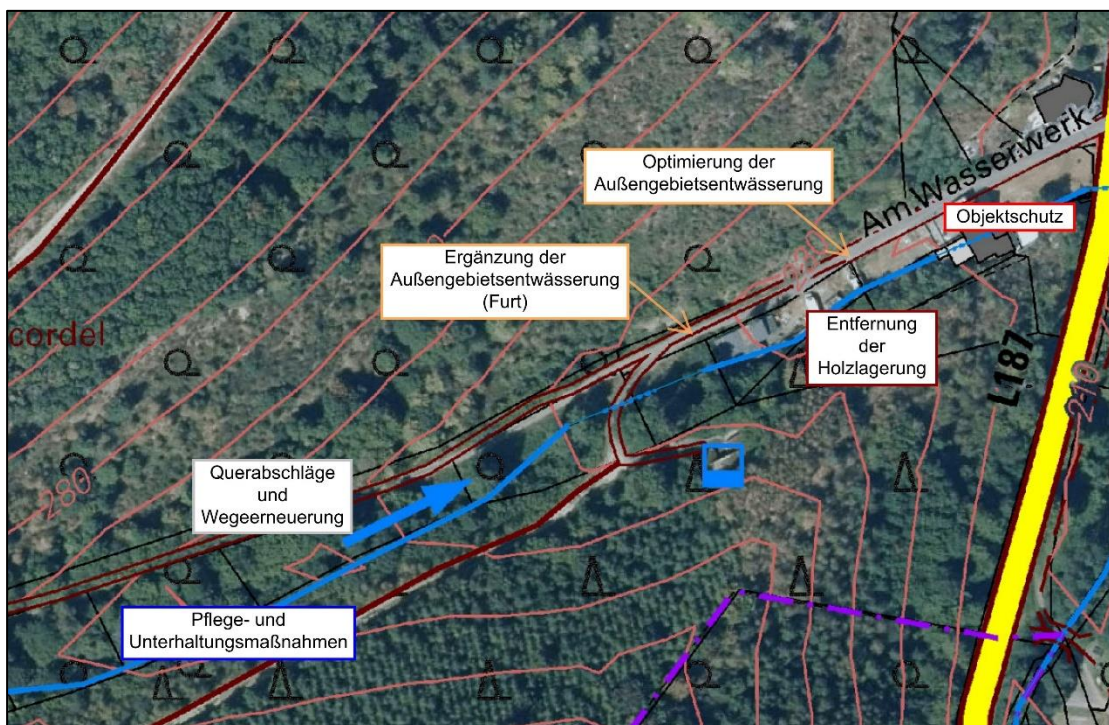 Optimierung der
Außengebietsentwässerung
Am Wasserwerk
Objektschutz
Ergänzung der
Außengebietsentwässerung
(Furt)
cordel
Entfernung
der
Holzlagerung
L187
210
Querabschläge
und
Wegeerneuerung
280
Pflege- und
Unterhaltungsmaßnahmen